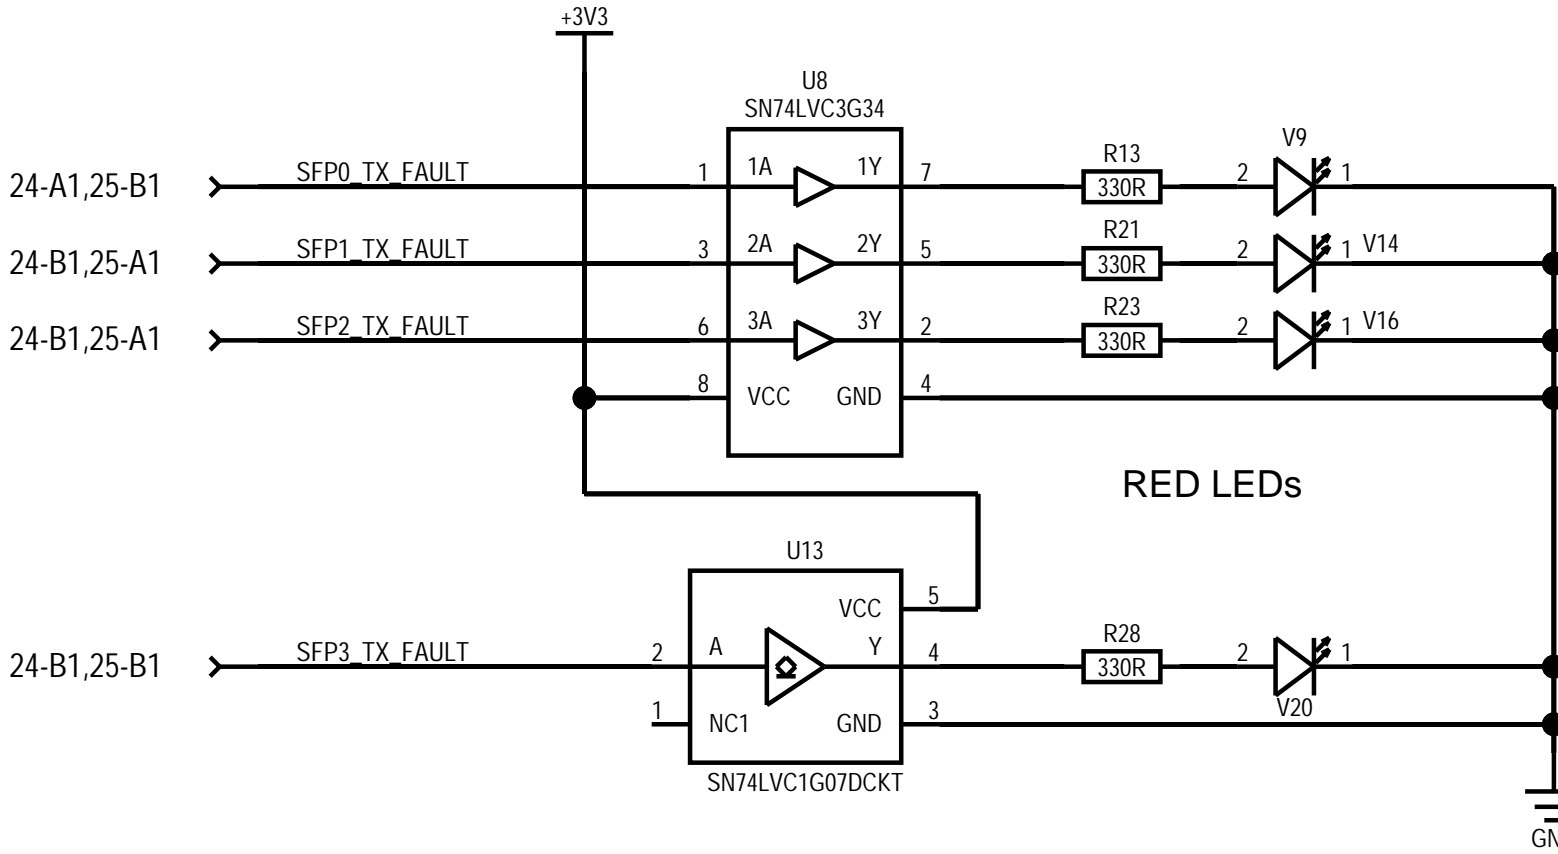 +3V3
U8
SN74LVC3G34
24-A1,25-B1 SFP0_TX_FAULT 1 1A 1Y 7 R13 330R 2 V9 1
24-B1,25-A1 SFP1_TX_FAULT 3 2A 2Y 5 R21 330R 2 1 V14
24-B1,25-A1 SFP2_TX_FAULT 6 3A 3Y 2 R23 330R 2 1 V16
8 VCC GND 4
RED LEDs
U13
VCC 5
24-B1,25-B1 SFP3_TX_FAULT 2 A Y 4 R28 330R 2 1
V20
1 NC1 GND 3
SN74LVC1G07DCKT
GN